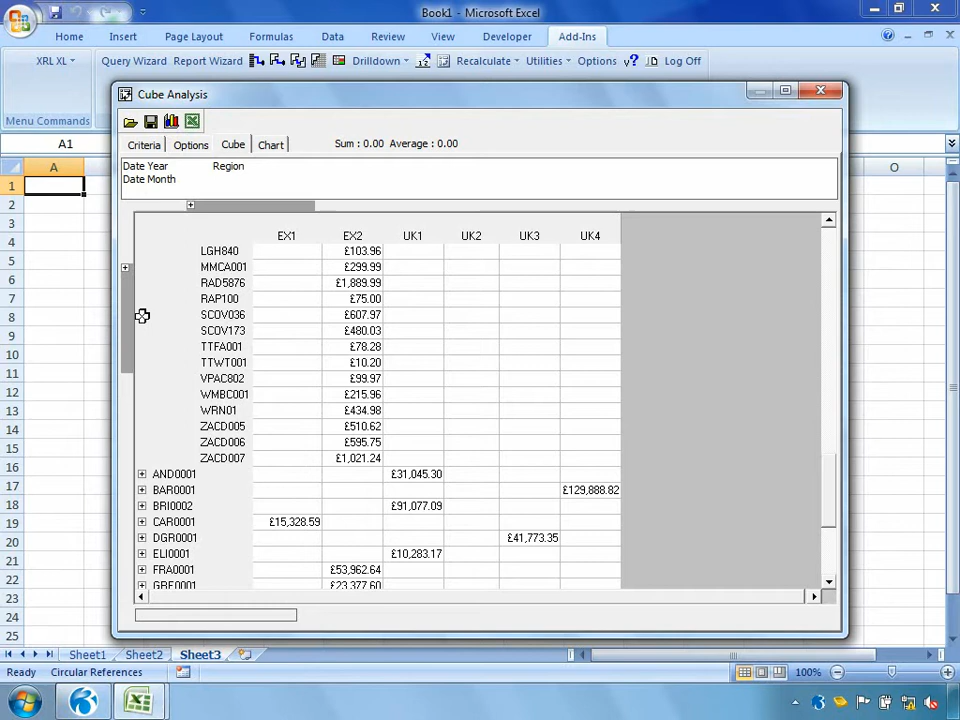 Book1 - Microsoft Excel
Home Insert Page Layout Formulas Data Review View Developer Add-Ins
XRL XL Query Wizard Report Wizard Drilldown Recalculate Utilities Options Log Off
Menu Commands
A1
Cube Analysis
Criteria Options Cube Chart Sum : 0.00 Average : 0.00
Date Year Region
Date Month
A O
EX1 EX2 UK1 UK2 UK3 UK4
LGH840 £103.96
MMCA001 £299.99
RAD5876 £1,889.99
RAP100 £75.00
SCOV036 £607.97
SCOV173 £480.03
TTFA001 £78.28
TTWT001 £10.20
VPAC802 £99.97
WMBC001 £215.96
WRN01 £434.98
ZACD005 £510.62
ZACD006 £595.75
ZACD007 £1,021.24
AND0001 £31,045.30
BAR0001 £129,888.82
BRI0002 £91,077.09
CAR0001 £15,328.59
DGR0001 £41,773.35
ELI0001 £10,283.17
FRA0001 £53,962.64
GRE0001 £23,377.60
1
2
3
4
5
6
7
8
9
10
11
12
13
14
15
16
17
18
19
20
21
22
23
24
25
Sheet1 Sheet2 Sheet3
Ready Circular References 100%